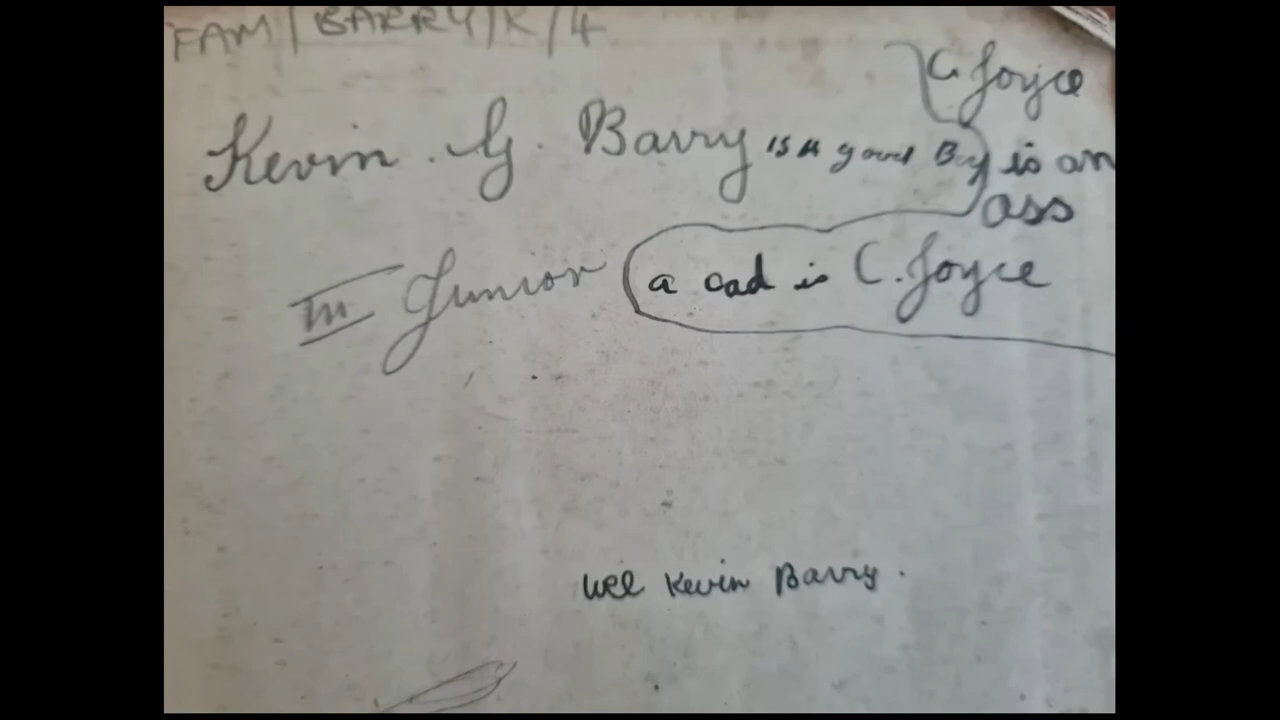 FAM/BARRY/K/4
C. Joyce
Kevin. G. Barry is a good Boy is an
ass
III Junior
a cad is C. Joyce
Wel Kevin Barry.